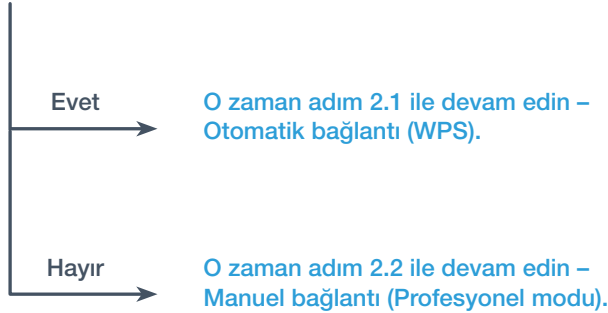 Evet
O zaman adım 2.1 ile devam edin –
Otomatik bağlantı (WPS).
Hayır
O zaman adım 2.2 ile devam edin –
Manuel bağlantı (Profesyonel modu).